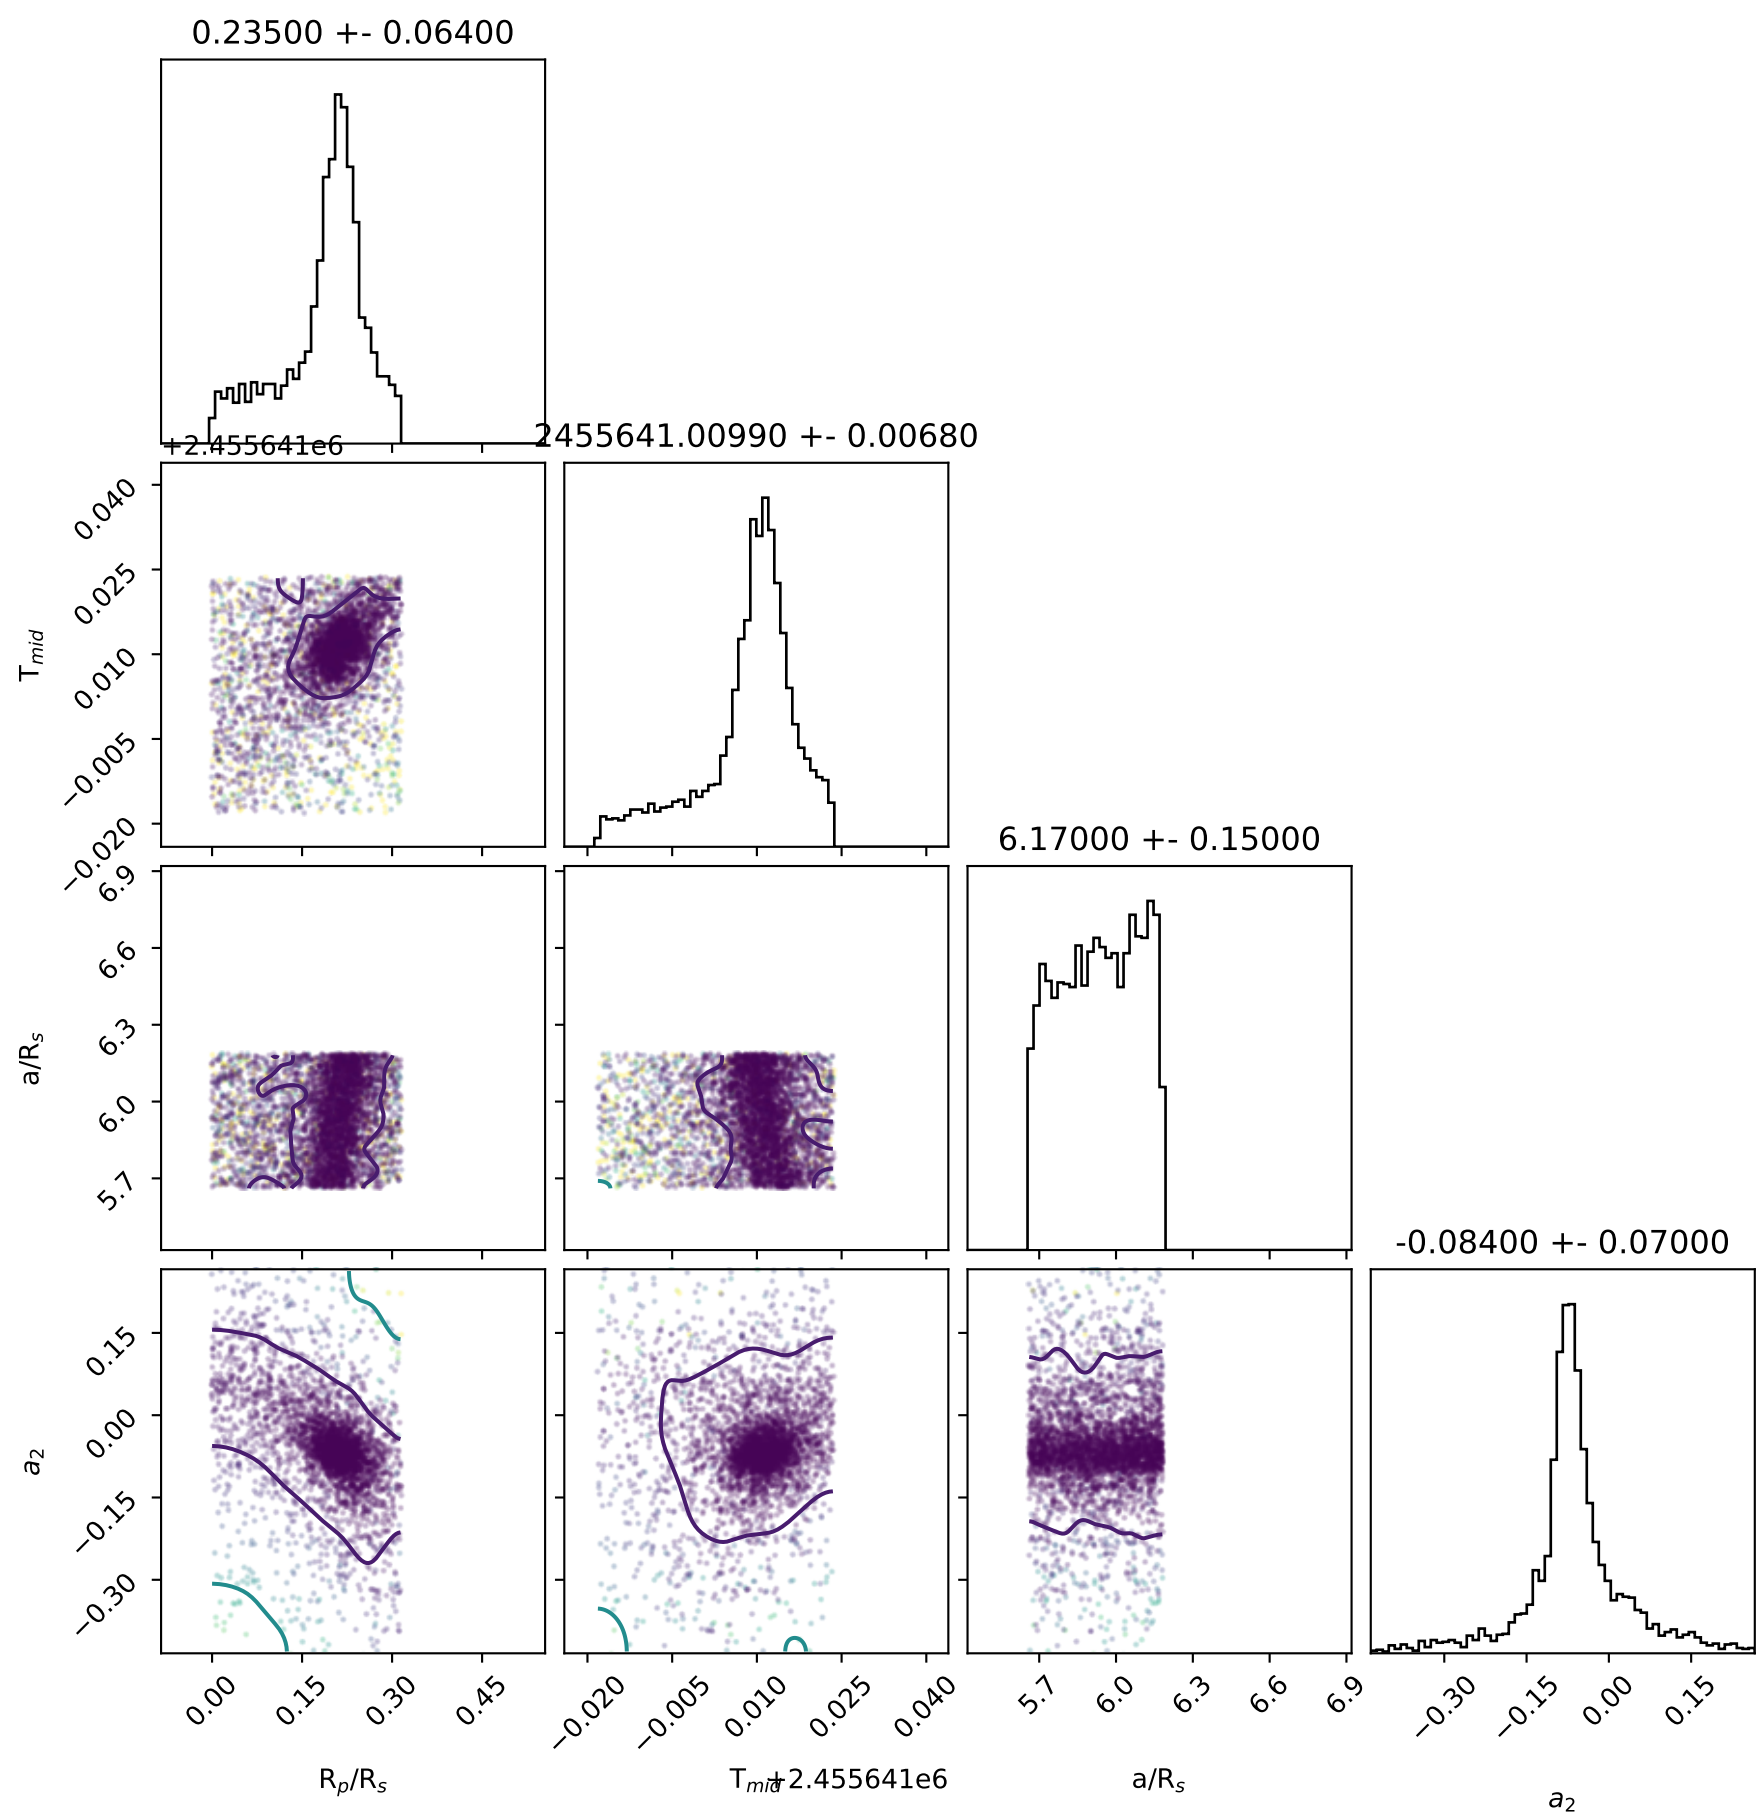 0.23500 +- 0.06400
+2.455641e6
2455641.00990 +- 0.00680
T_mid
0.040
0.025
0.010
−0.005
−0.020
6.17000 +- 0.15000
a/R_s
6.9
6.6
6.3
6.0
5.7
-0.08400 +- 0.07000
a_2
0.15
0.00
−0.15
−0.30
0.00 0.15 0.30 0.45
−0.020 −0.005 0.010 0.025 0.040
5.7 6.0 6.3 6.6 6.9
−0.30 −0.15 0.00 0.15
R_p/R_s
T_mid
+2.455641e6
a/R_s
a_2